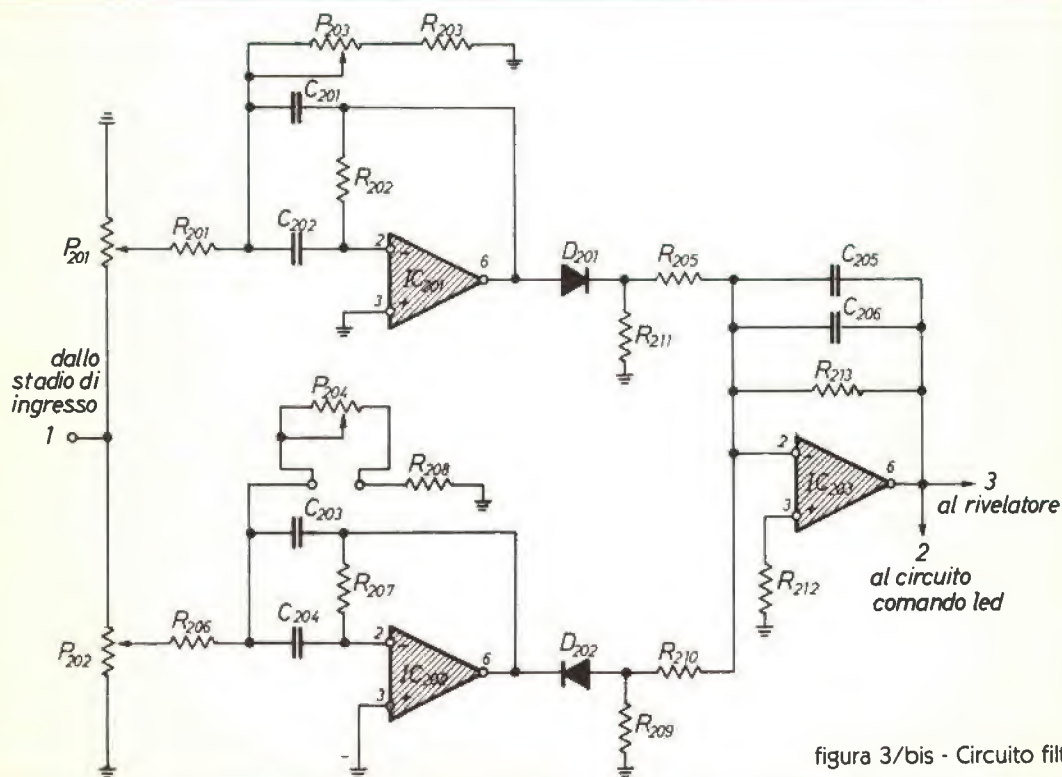 P203
R203
C201
R202
R201
C202
P201
2
-
IC201
6
3
+
D201
R205
R211
C205
C206
R213
dallo
stadio di
ingresso
1
P204
R208
C203
R207
C204
R206
P202
2
-
IC202
6
3
+
D202
R210
R209
2
-
IC203
6
3
+
R212
3
al rivelatore
2
al circuito
comando led
figura 3/bis - Circuito filt